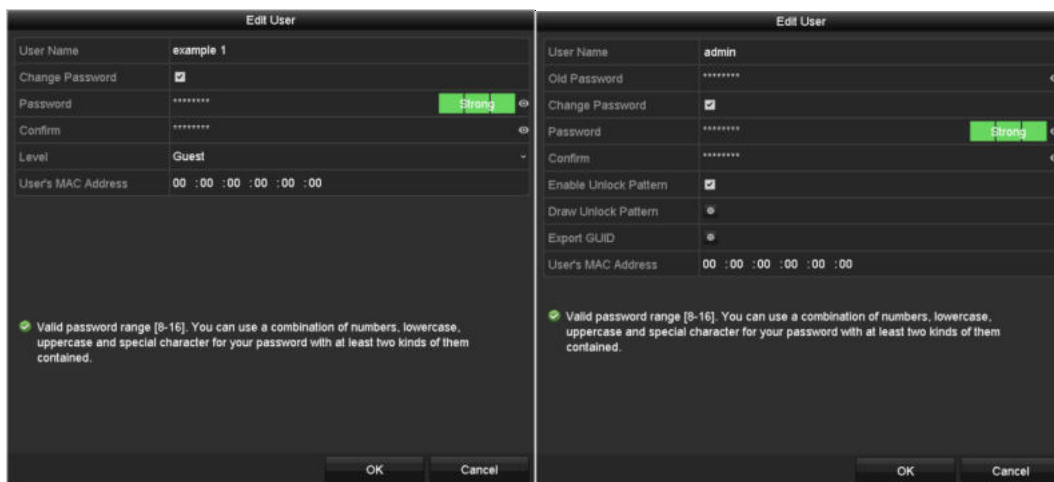 Edit User
User Name example 1
Change Password
Password ******** Strong
Confirm ********
Level Guest
User's MAC Address 00 :00 :00 :00 :00 :00
Valid password range [8-16]. You can use a combination of numbers, lowercase,
uppercase and special character for your password with at least two kinds of them
contained.
OK Cancel
Edit User
User Name admin
Old Password ********
Change Password
Password ******** Strong
Confirm ********
Enable Unlock Pattern
Draw Unlock Pattern
Export GUID
User's MAC Address 00 :00 :00 :00 :00 :00
Valid password range [8-16]. You can use a combination of numbers, lowercase,
uppercase and special character for your password with at least two kinds of them
contained.
OK Cancel